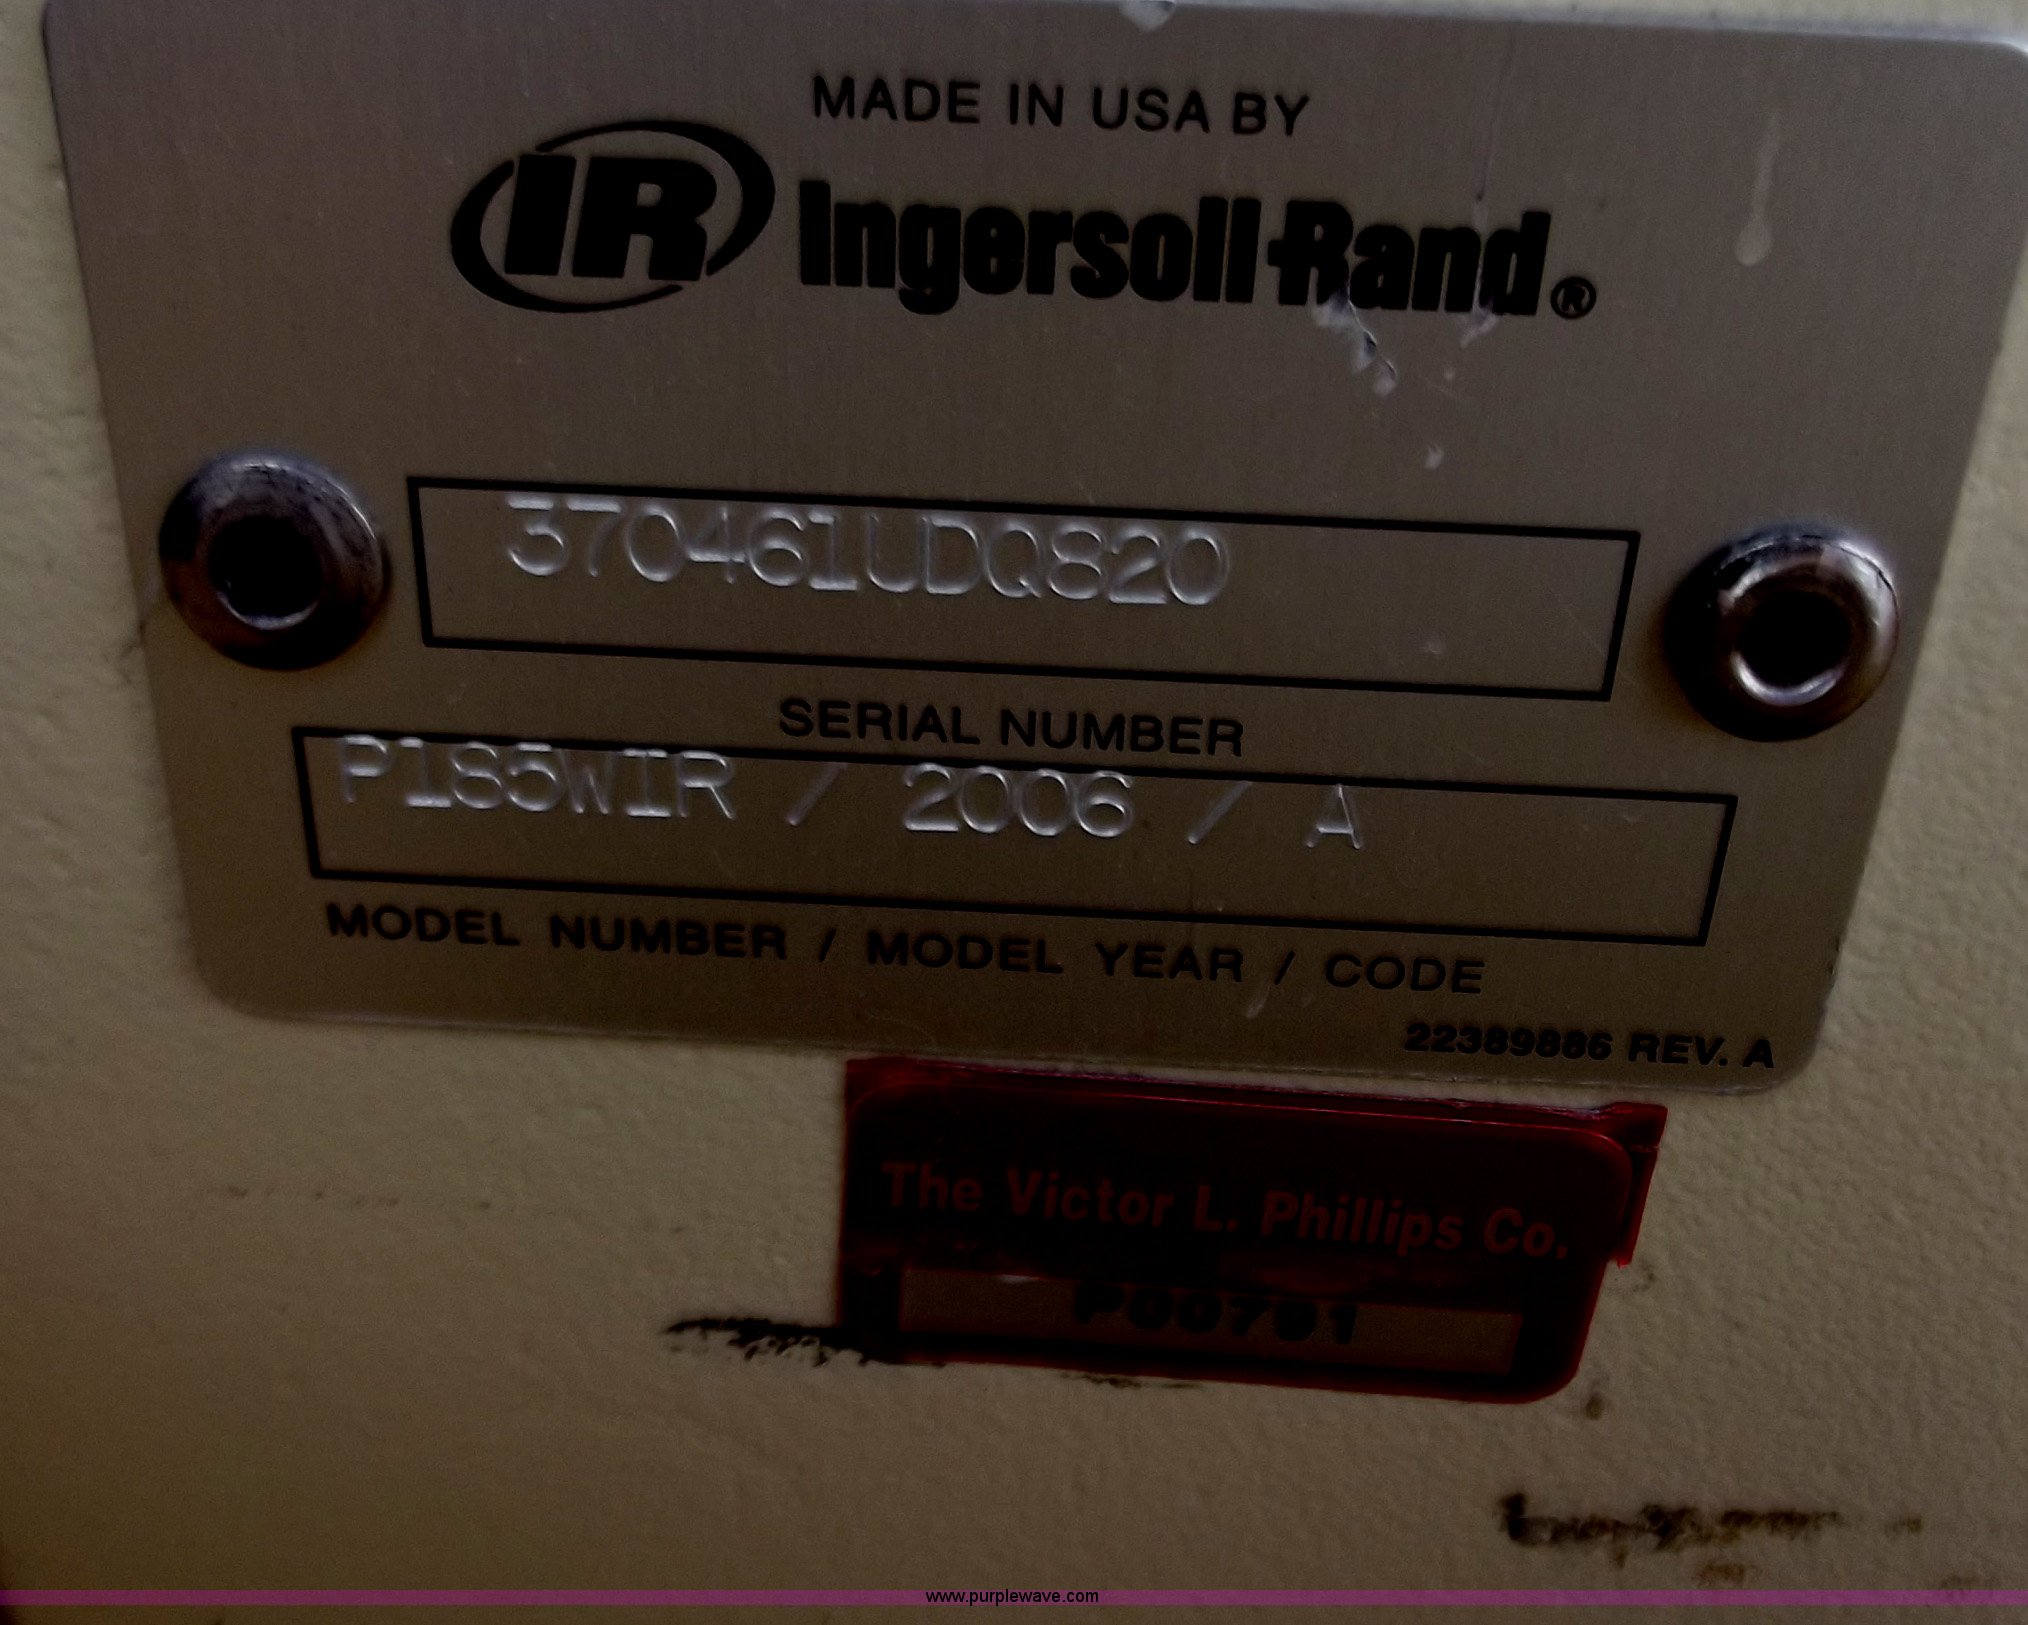 MADE IN USA BY
IR Ingersoll-Rand®
370461UDQ820
SERIAL NUMBER
P185WIR / 2006 / A
MODEL NUMBER / MODEL YEAR / CODE
22389886 REV. A
The Victor L. Phillips Co.
P00791
www.purplewave.com